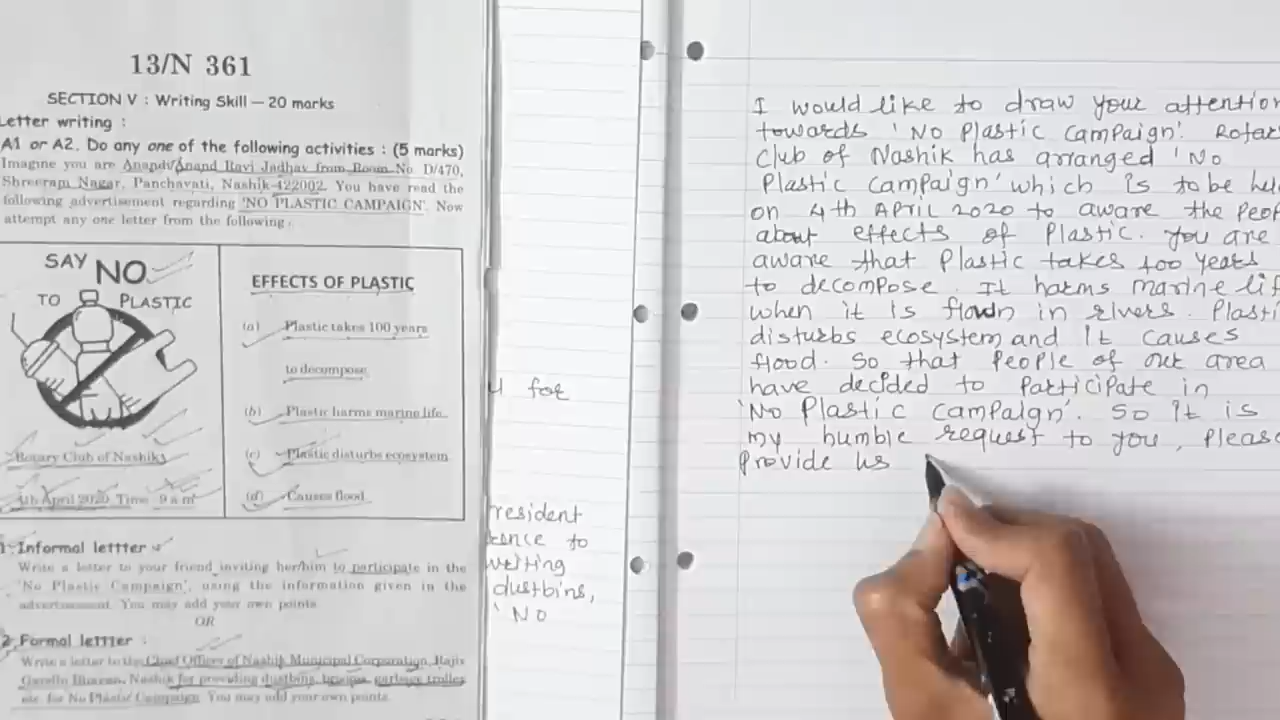 13/N 361
SECTION V : Writing Skill – 20 marks
Letter writing :
A1 or A2. Do any one of the following activities : (5 marks)
Imagine you are Anandi/Anand Ravi Jadhav from Room No. D/470,
Shreeram Nagar, Panchavati, Nashik-422002. You have read the
following advertisement regarding 'NO PLASTIC CAMPAIGN'. Now
attempt any one letter from the following.
SAY NO
TO PLASTIC
Rotary Club of Nashik
4th April 2020 Time 9 a.m.
EFFECTS OF PLASTIC
(a) Plastic takes 100 years
to decompose
(b) Plastic harms marine life
(c) Plastic disturbs ecosystem
(d) Causes flood
1. Informal lettter
Write a letter to your friend inviting her/him to participate in the
'No Plastic Campaign', using the information given in the
advertisement. You may add your own points.
OR
2. Formal lettter :
Write a letter to the Chief Officer of Nashik Municipal Corporation, Rajiv
Gandhi Bhavan, Nashik for providing dustbins, brooms, garbage trolley
etc. for No Plastic Campaign. You may add your own points.
for
resident
ence to
writing
dustbins,
'No
I would like to draw your attention
towards 'No Plastic Campaign'. Rotar
Club of Nashik has arranged 'No
Plastic Campaign' which is to be hel
on 4th APRIL 2020 to aware the Peop
about effects of Plastic. You are
aware that Plastic takes 100 years
to decompose. It harms marine lif
when it is flown in rivers. Plasti
disturbs ecosystem and It causes
flood. So that People of our area
have decided to Participate in
'No Plastic Campaign'. So it is
my humble request to you, Please
Provide us